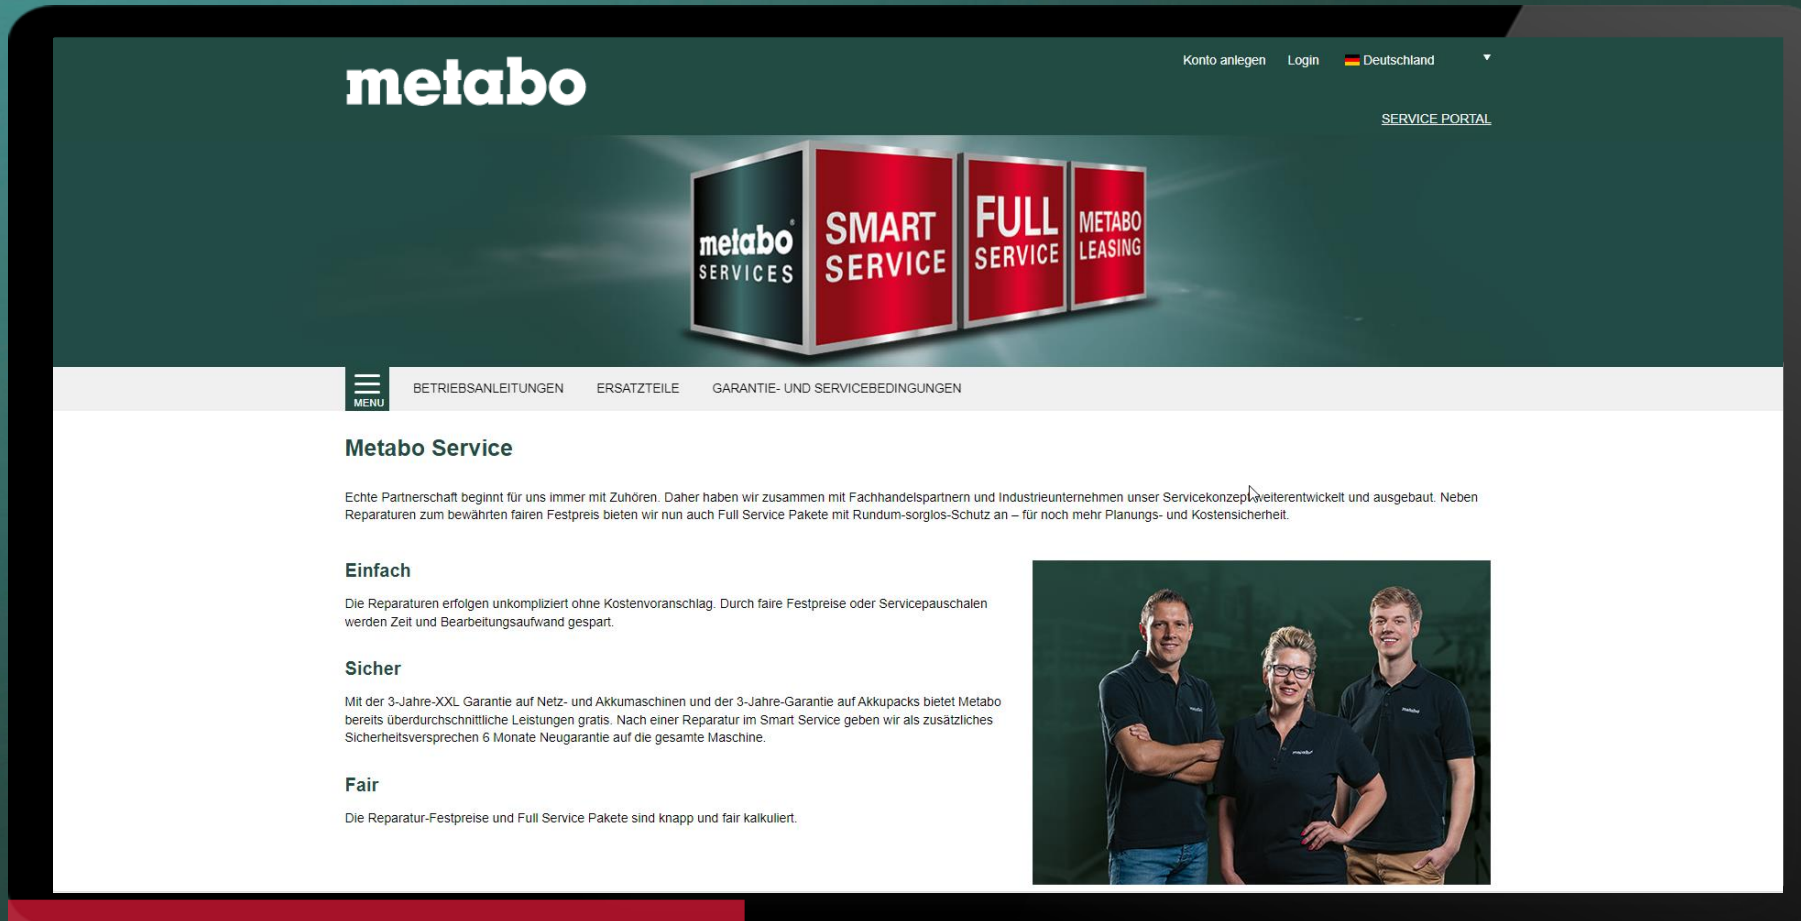 metabo
Konto anlegen Login Deutschland
SERVICE PORTAL
metabo®
SERVICES
SMART
SERVICE
FULL
SERVICE
METABO
LEASING
MENU
BETRIEBSANLEITUNGEN ERSATZTEILE GARANTIE- UND SERVICEBEDINGUNGEN
Metabo Service
Echte Partnerschaft beginnt für uns immer mit Zuhören. Daher haben wir zusammen mit Fachhandelspartnern und Industrieunternehmen unser Servicekonzept weiterentwickelt und ausgebaut. Neben
Reparaturen zum bewährten fairen Festpreis bieten wir nun auch Full Service Pakete mit Rundum-sorglos-Schutz an – für noch mehr Planungs- und Kostensicherheit.
Einfach
Die Reparaturen erfolgen unkompliziert ohne Kostenvoranschlag. Durch faire Festpreise oder Servicepauschalen
werden Zeit und Bearbeitungsaufwand gespart.
Sicher
Mit der 3-Jahre-XXL Garantie auf Netz- und Akkumaschinen und der 3-Jahre-Garantie auf Akkupacks bietet Metabo
bereits überdurchschnittliche Leistungen gratis. Nach einer Reparatur im Smart Service geben wir als zusätzliches
Sicherheitsversprechen 6 Monate Neugarantie auf die gesamte Maschine.
Fair
Die Reparatur-Festpreise und Full Service Pakete sind knapp und fair kalkuliert.
metabo
metabo
metabo